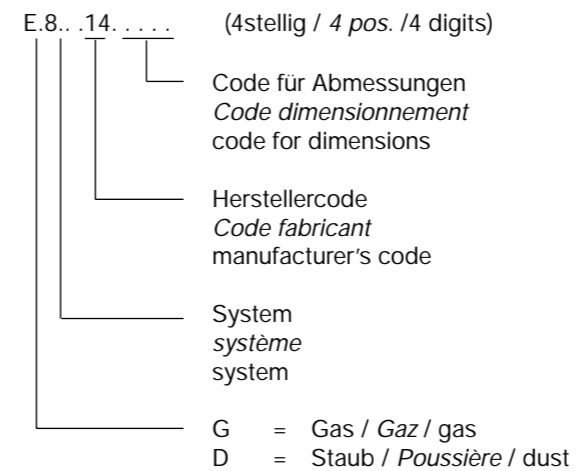 E.8.. .14. . . . . (4stellig / 4 pos. /4 digits)
Code für Abmessungen
Code dimensionnement
code for dimensions
Herstellercode
Code fabricant
manufacturer's code
System
système
system
G = Gas / Gaz / gas
D = Staub / Poussière / dust